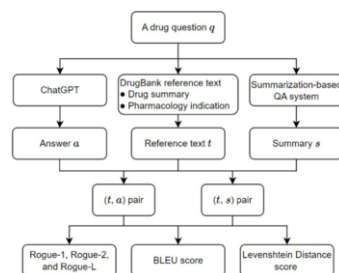 A drug question q
ChatGPT
DrugBank reference text
● Drug summary
● Pharmacology indication
Summarization-based
QA system
Answer a
Reference text t
Summary s
(t, a) pair
(t, s) pair
Rogue-1, Rogue-2,
and Rogue-L
BLEU score
Levenshtein Distance
score